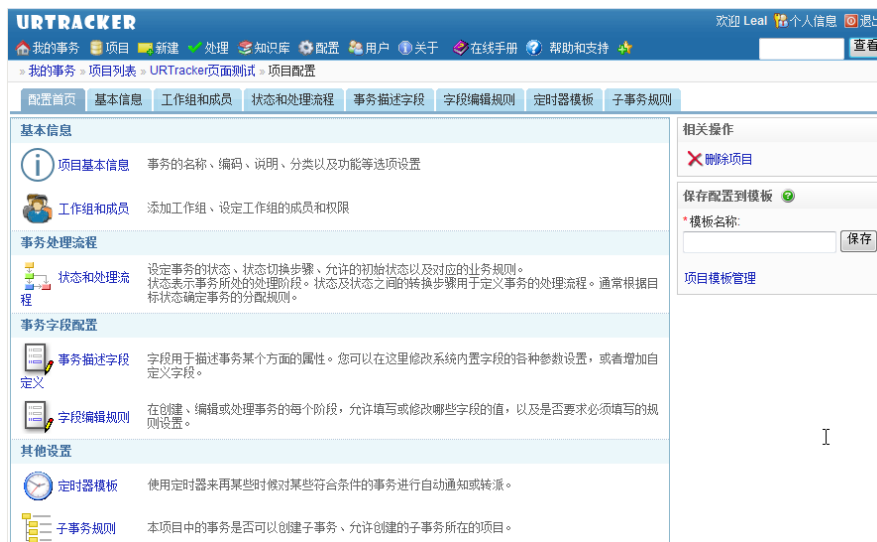 URTRACKER
欢迎 Leal 个人信息 退出
我的事务 项目 新建 处理 知识库 配置 用户 关于 在线手册 帮助和支持 查看
» 我的事务 » 项目列表 » URTracker页面测试 » 项目配置
配置首页 基本信息 工作组和成员 状态和处理流程 事务描述字段 字段编辑规则 定时器模板 子事务规则
基本信息
项目基本信息 事务的名称、编码、说明、分类以及功能等选项设置
工作组和成员 添加工作组、设定工作组的成员和权限
事务处理流程
状态和处理流程
设定事务的状态、状态切换步骤、允许的初始状态以及对应的业务规则。
状态表示事务所处的处理阶段。状态及状态之间的转换步骤用于定义事务的处理流程。通常根据目
标状态确定事务的分配规则。
事务字段配置
事务描述字段定义
字段用于描述事务某个方面的属性。您可以在这里修改系统内置字段的各种参数设置，或者增加自
定义字段。
字段编辑规则
在创建、编辑或处理事务的每个阶段，允许填写或修改哪些字段的值，以及是否要求必须填写的规
则设置。
其他设置
定时器模板 使用定时器来再某些时候对某些符合条件的事务进行自动通知或转派。
子事务规则 本项目中的事务是否可以创建子事务、允许创建的子事务所在的项目。
相关操作
删除项目
保存配置到模板
*模板名称:
保存
项目模板管理